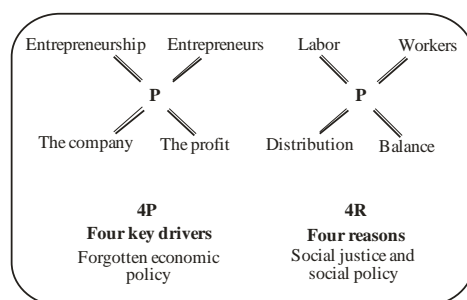 Entrepreneurship Entrepreneurs
P
The company The profit
4P
Four key drivers
Forgotten economic
policy
Labor Workers
P
Distribution Balance
4R
Four reasons
Social justice and
social policy